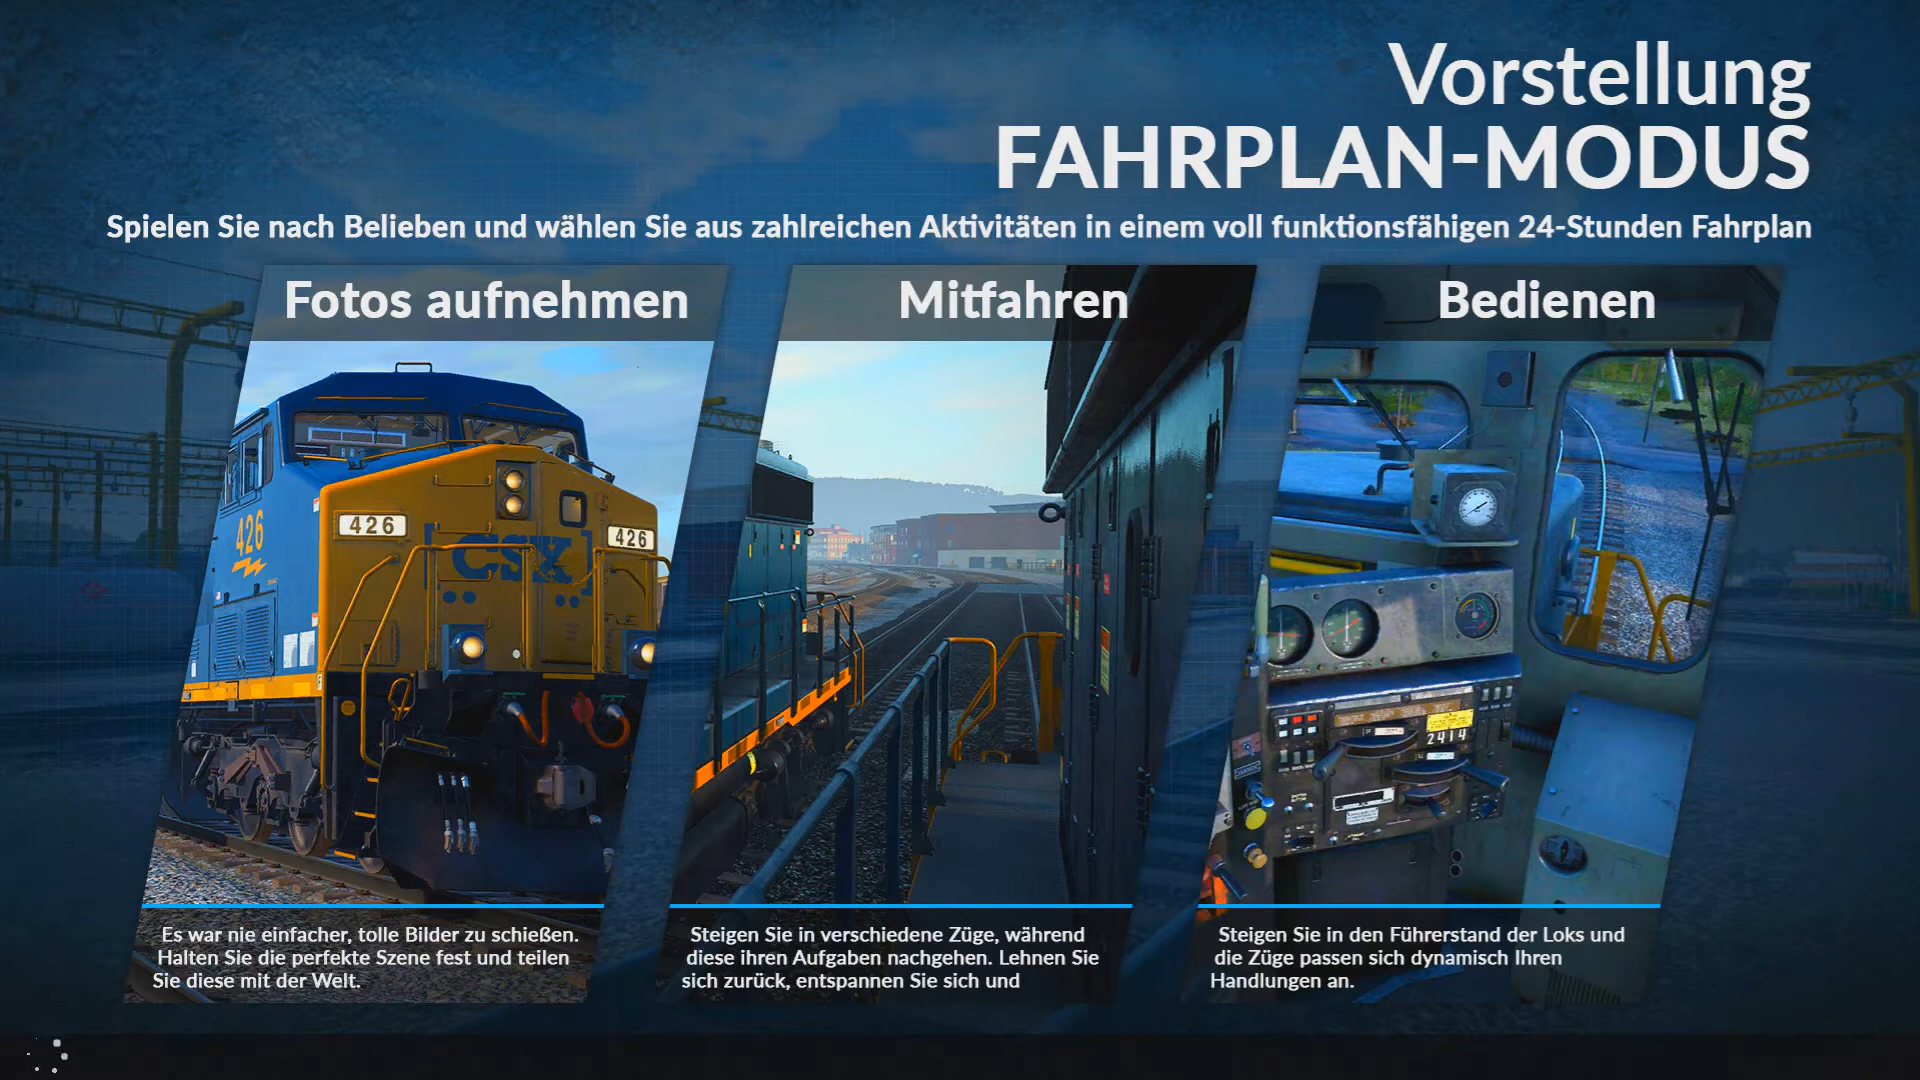 Vorstellung
FAHRPLAN-MODUS
Spielen Sie nach Belieben und wählen Sie aus zahlreichen Aktivitäten in einem voll funktionsfähigen 24-Stunden Fahrplan
Fotos aufnehmen
426
426
426
CSX
Es war nie einfacher, tolle Bilder zu schießen.
Halten Sie die perfekte Szene fest und teilen
Sie diese mit der Welt.
Mitfahren
Steigen Sie in verschiedene Züge, während
diese ihren Aufgaben nachgehen. Lehnen Sie
sich zurück, entspannen Sie sich und
Bedienen
2414
Steigen Sie in den Führerstand der Loks und
die Züge passen sich dynamisch Ihren
Handlungen an.